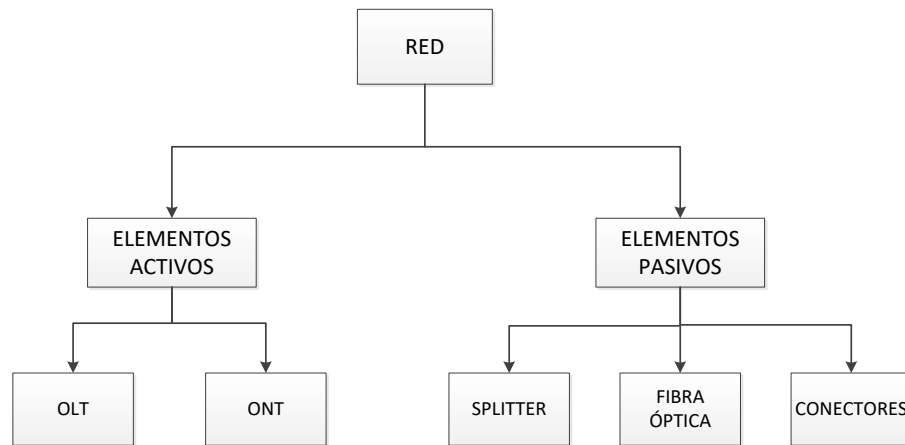 RED
ELEMENTOS
ACTIVOS
ELEMENTOS
PASIVOS
OLT
ONT
SPLITTER
FIBRA
ÓPTICA
CONECTORES